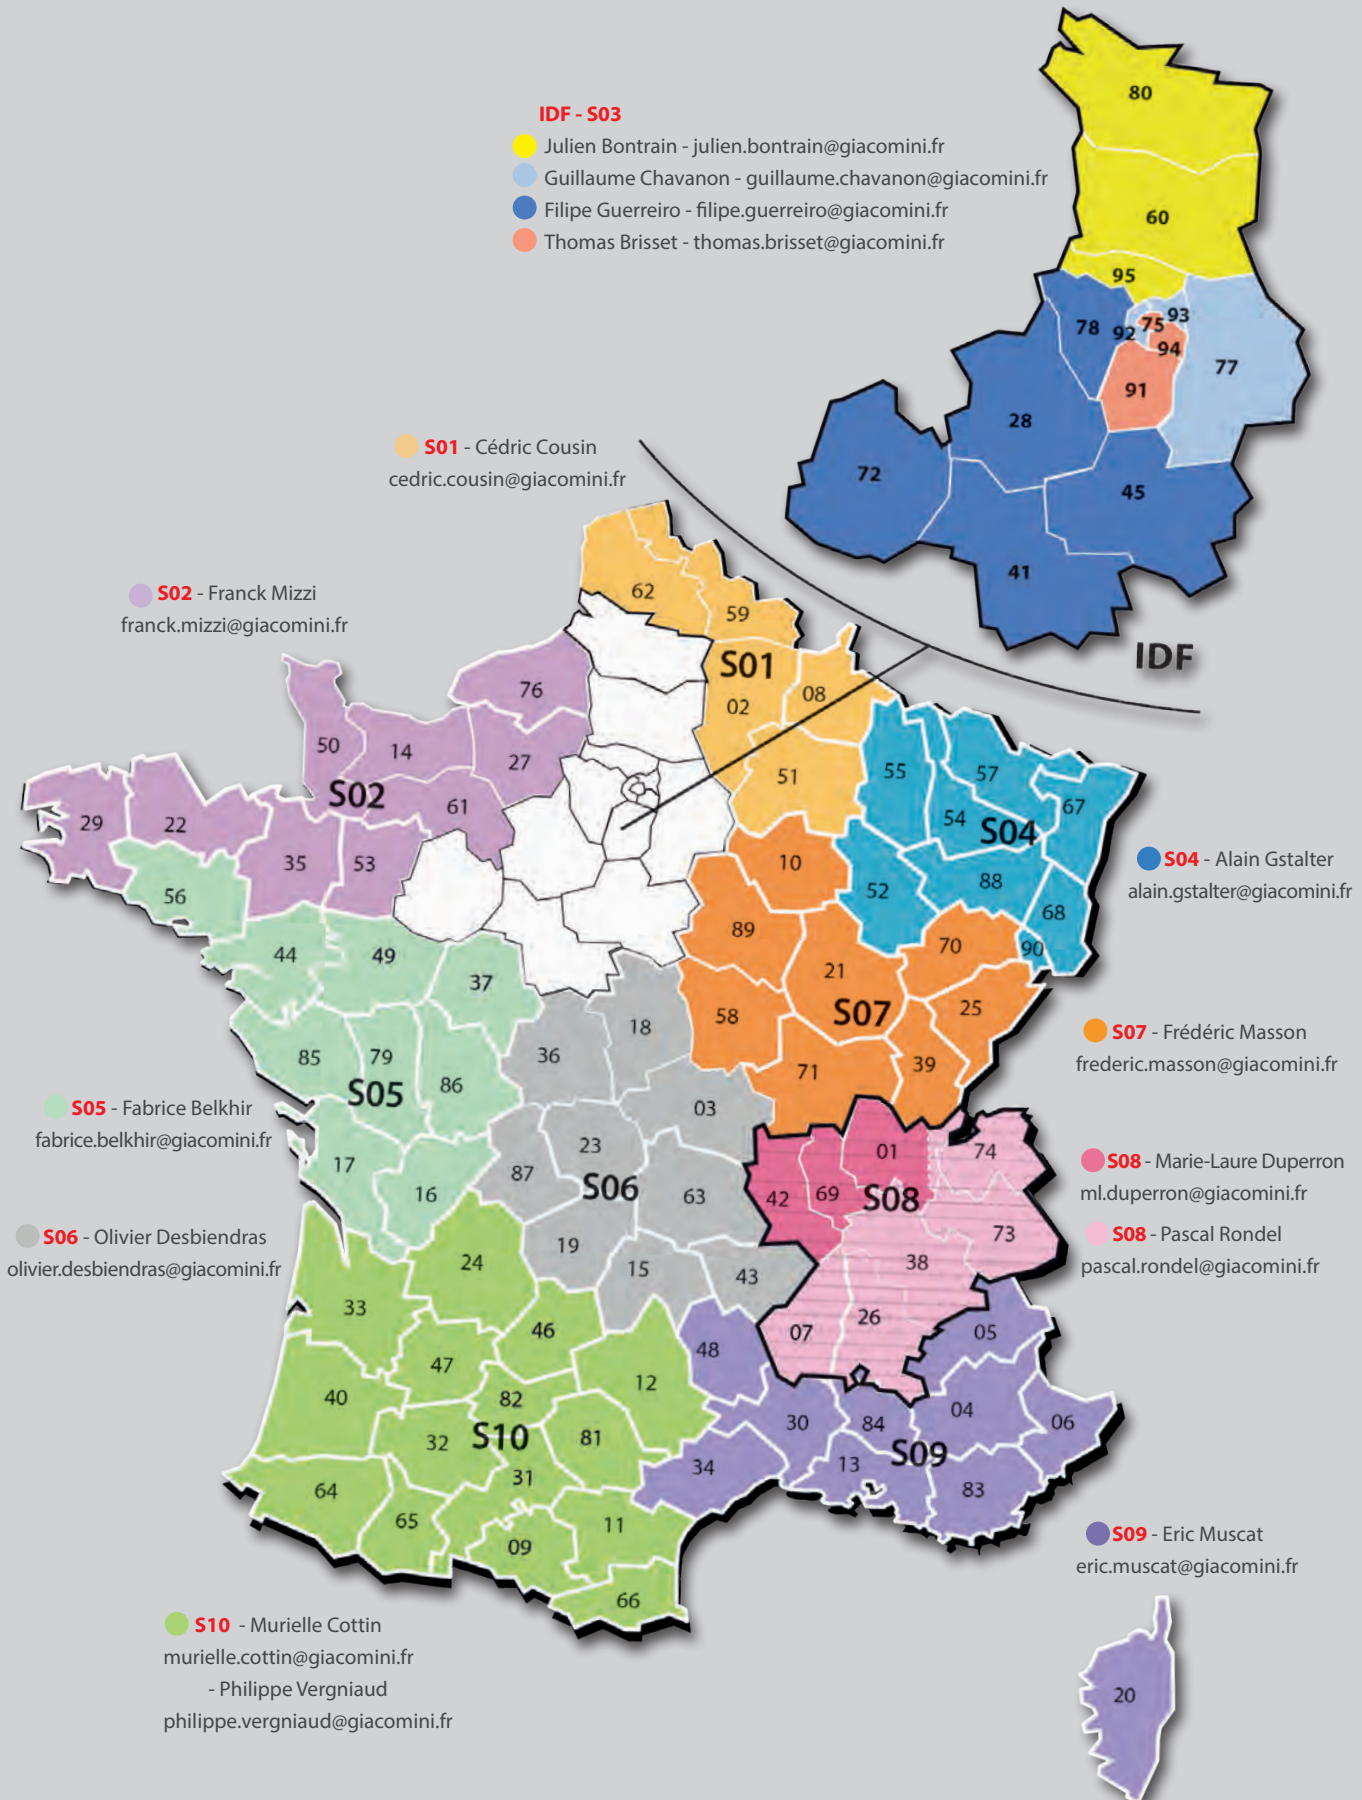 IDF - S03
Julien Bontrain - julien.bontrain@giacomini.fr
Guillaume Chavanon - guillaume.chavanon@giacomini.fr
Filipe Guerreiro - filipe.guerreiro@giacomini.fr
Thomas Brisset - thomas.brisset@giacomini.fr
80
60
95
78
92
75
93
94
77
91
28
72
45
41
IDF
S01 - Cédric Cousin
cedric.cousin@giacomini.fr
S02 - Franck Mizzi
franck.mizzi@giacomini.fr
62
59
S01
02
08
51
76
50
14
27
S02
61
29
22
35
53
55
57
54
S04
67
52
88
68
90
S04 - Alain Gstalter
alain.gstalter@giacomini.fr
56
44
49
37
85
79
86
S05
17
16
S05 - Fabrice Belkhir
fabrice.belkhir@giacomini.fr
10
89
21
70
58
S07
25
71
39
S07 - Frédéric Masson
frederic.masson@giacomini.fr
18
36
03
23
87
S06
63
19
15
43
S06 - Olivier Desbiendras
olivier.desbiendras@giacomini.fr
01
74
42
69
S08
73
38
07
26
S08 - Marie-Laure Duperron
ml.duperron@giacomini.fr
S08 - Pascal Rondel
pascal.rondel@giacomini.fr
24
33
46
47
12
40
82
32
S10
81
31
64
65
11
09
66
48
05
30
84
04
06
34
13
S09
83
S09 - Eric Muscat
eric.muscat@giacomini.fr
20
S10 - Murielle Cottin
murielle.cottin@giacomini.fr
- Philippe Vergniaud
philippe.vergniaud@giacomini.fr